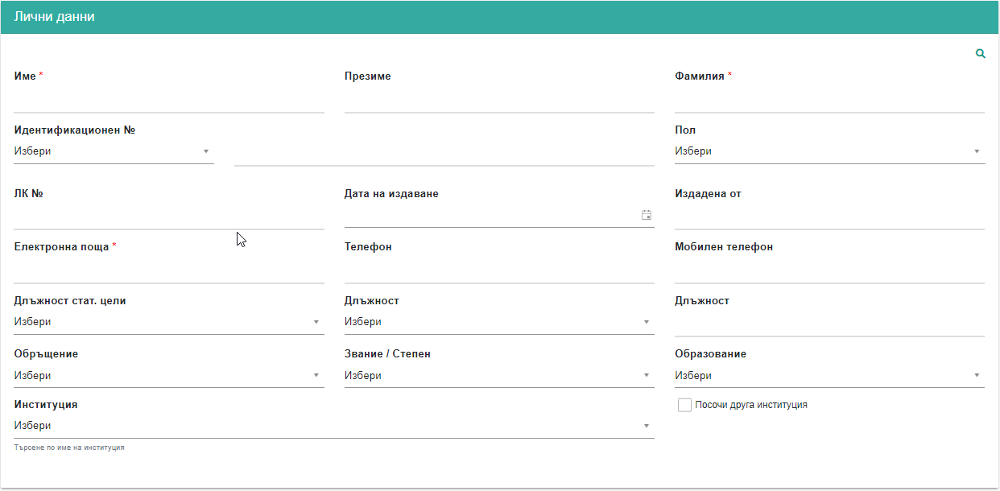 Лични данни
Име * Презиме Фамилия *
Идентификационен № Пол
Избери Избери
ЛК № Дата на издаване Издадена от
Електронна поща * Телефон Мобилен телефон
Длъжност стат. цели Длъжност Длъжност
Избери Избери
Обръщение Звание / Степен Образование
Избери Избери Избери
Институция Посочи друга институция
Избери
Търсене по име на институция